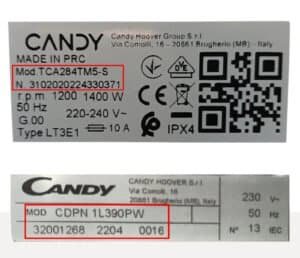 CANDY
Candy Hoover Group S.r.l
Via Comolli, 16 - 20861 Brugherio (MB) - Italy
MADE IN PRC
Mod.TCA284TM5-S
N. 3102020224330371
r p m 1200 1400 W
50 Hz 220-240 V~
G.00 10 A
Type LT3E1
IPX4
CANDY
CANDY HOOVER S.r.l
Via Comolli, 16
20861 Brugherio (MB) - Italy
230 V~
MOD CDPN 1L390PW
50 Hz
32001268 2204 0016
N° 13 IEC